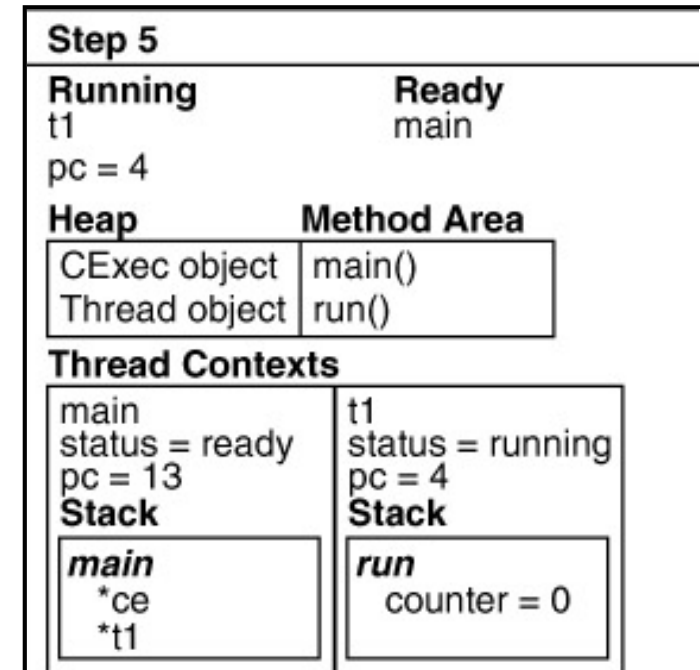 Step 5
Running Ready
t1 main
pc = 4
Heap Method Area
CExec object main()
Thread object run()
Thread Contexts
main
status = ready
pc = 13
Stack
main
*ce
*t1
t1
status = running
pc = 4
Stack
run
counter = 0